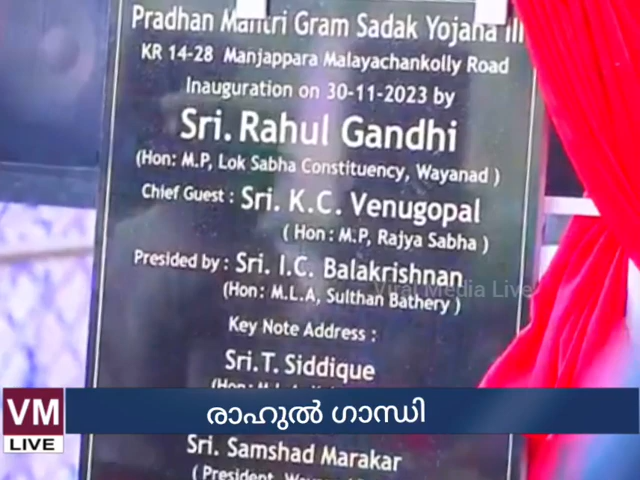 Pradhan Mantri Gram Sadak Yojana III
KR 14-28 Manjappara Malayachankolly Road
Inauguration on 30-11-2023 by
Sri. Rahul Gandhi
(Hon: M.P, Lok Sabha Constituency, Wayanad )
Chief Guest : Sri. K.C. Venugopal
( Hon : M.P, Rajya Sabha )
Presided by : Sri. I.C. Balakrishnan
(Hon: M.L.A, Sulthan Bathery )
Viral Media Live
Key Note Address :
Sri.T. Siddique
VM
LIVE
രാഹുൽ ഗാന്ധി
Sri. Samshad Marakar
( President,